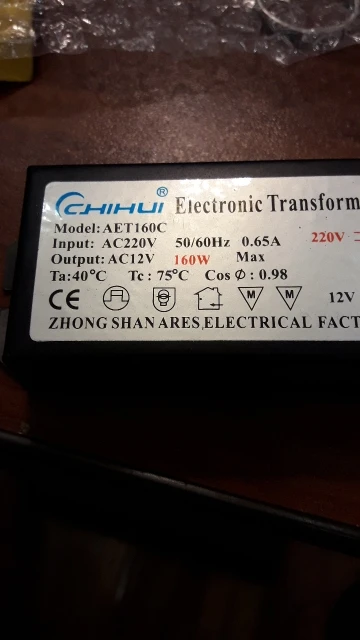 CHIHUI ® Electronic Transform
Model: AET160C
Input: AC220V 50/60Hz 0.65A 220V
Output: AC12V 160W Max
Ta: 40°C Tc : 75°C Cos Ø : 0.98
CE M M 12V
ZHONG SHAN ARES ELECTRICAL FACT